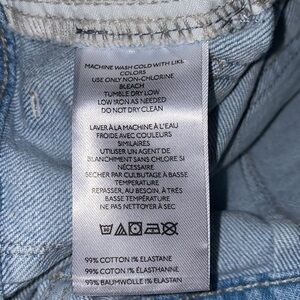 MACHINE WASH COLD WITH LIKE
COLORS
USE ONLY NON-CHLORINE
BLEACH
TUMBLE DRY LOW
LOW IRON AS NEEDED
DO NOT DRY CLEAN
LAVER À LA MACHINE À L'EAU
FROIDE AVEC COULEURS
SIMILAIRES
UTILISER UN AGENT DE
BLANCHIMENT SANS CHLORE SI
NÉCESSAIRE
SECHER PAR CULBUTAGE À BASSE
TEMPERATURE
REPASSER, AU BESOIN, À TRÈS
BASSE TEMPÉRATURE
NE PAS NETTOYER À SEC
99% COTTON 1% ELASTANE
99% COTON 1% ÉLASTHANNE
99% BAUMWOLLE 1% ELASTAN